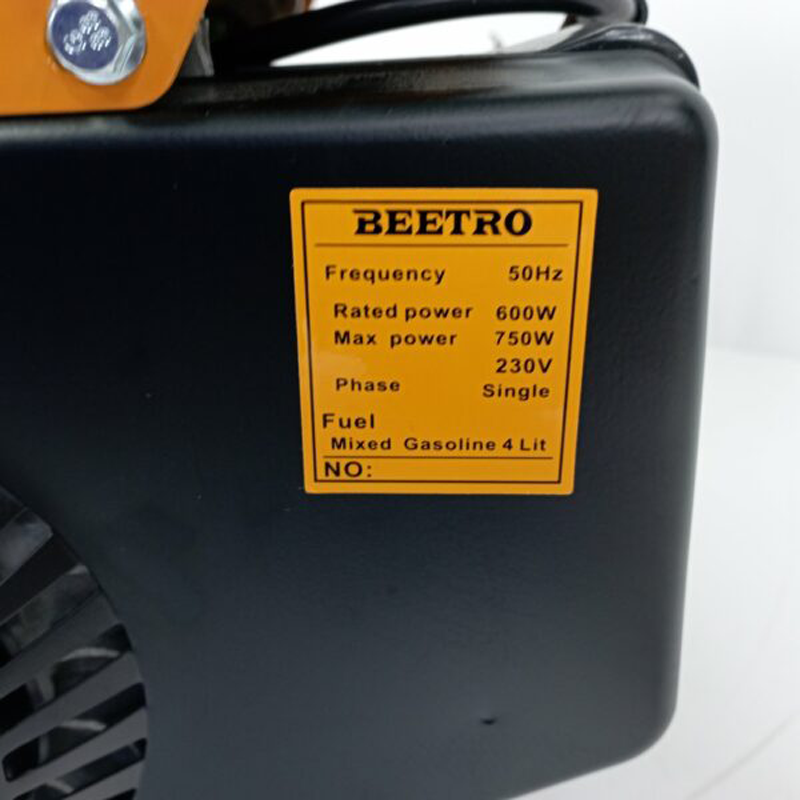 BEETRO
Frequency 50Hz
Rated power 600W
Max power 750W
230V
Phase Single
Fuel
Mixed Gasoline 4 Lit
NO: